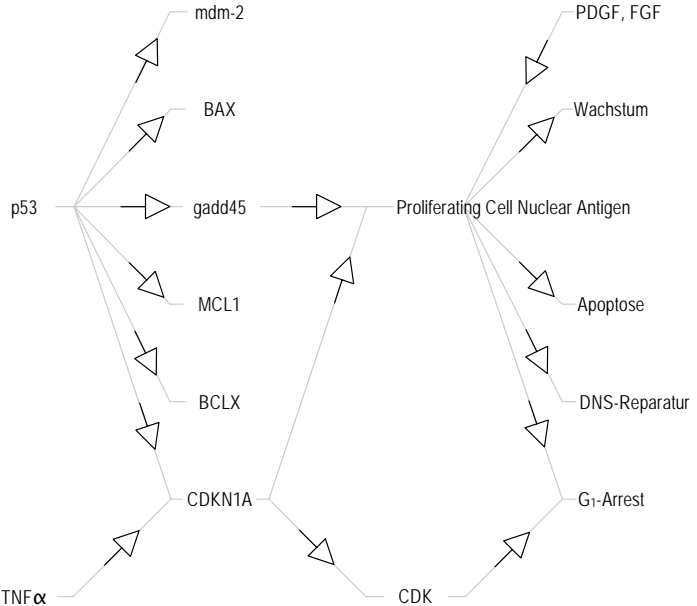 mdm-2
PDGF, FGF
BAX
Wachstum
p53
gadd45
Proliferating Cell Nuclear Antigen
MCL1
Apoptose
BCLX
DNS-Reparatur
CDKN1A
G₁-Arrest
TNFα
CDK